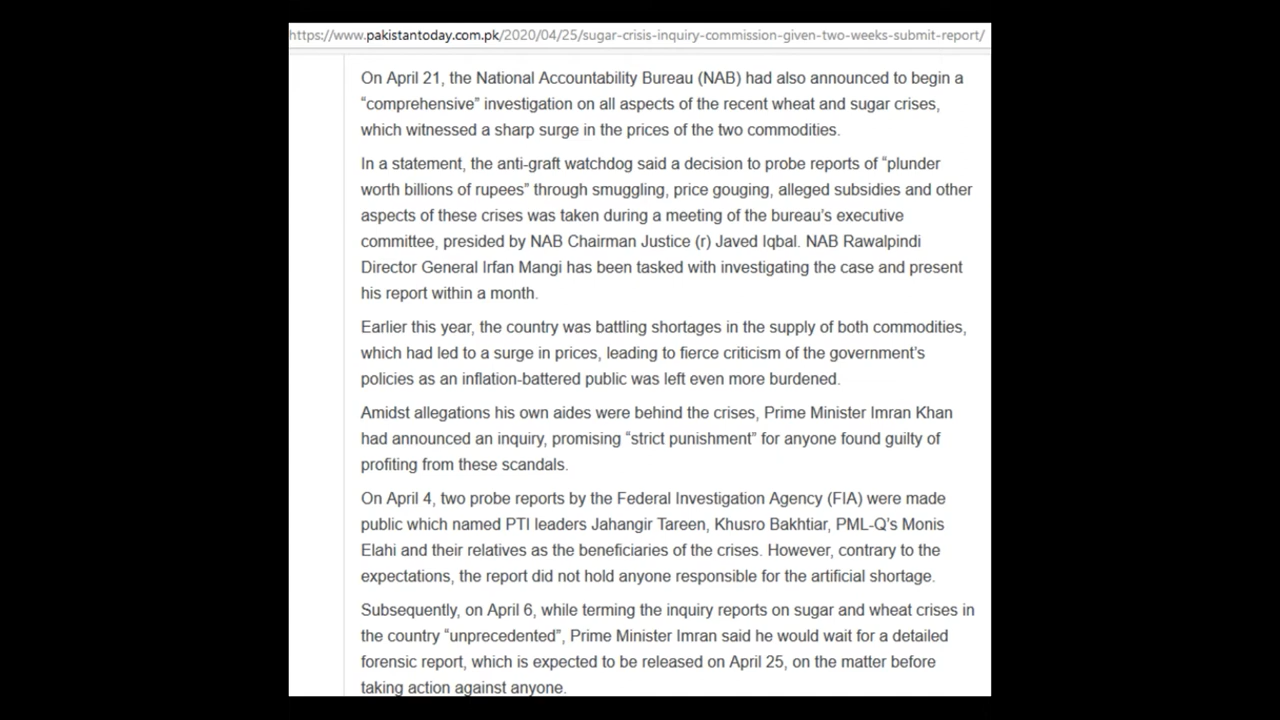 https://www.pakistantoday.com.pk/2020/04/25/sugar-crisis-inquiry-commission-given-two-weeks-submit-report/
On April 21, the National Accountability Bureau (NAB) had also announced to begin a
“comprehensive” investigation on all aspects of the recent wheat and sugar crises,
which witnessed a sharp surge in the prices of the two commodities.
In a statement, the anti-graft watchdog said a decision to probe reports of “plunder
worth billions of rupees” through smuggling, price gouging, alleged subsidies and other
aspects of these crises was taken during a meeting of the bureau’s executive
committee, presided by NAB Chairman Justice (r) Javed Iqbal. NAB Rawalpindi
Director General Irfan Mangi has been tasked with investigating the case and present
his report within a month.
Earlier this year, the country was battling shortages in the supply of both commodities,
which had led to a surge in prices, leading to fierce criticism of the government’s
policies as an inflation-battered public was left even more burdened.
Amidst allegations his own aides were behind the crises, Prime Minister Imran Khan
had announced an inquiry, promising “strict punishment” for anyone found guilty of
profiting from these scandals.
On April 4, two probe reports by the Federal Investigation Agency (FIA) were made
public which named PTI leaders Jahangir Tareen, Khusro Bakhtiar, PML-Q’s Monis
Elahi and their relatives as the beneficiaries of the crises. However, contrary to the
expectations, the report did not hold anyone responsible for the artificial shortage.
Subsequently, on April 6, while terming the inquiry reports on sugar and wheat crises in
the country “unprecedented”, Prime Minister Imran said he would wait for a detailed
forensic report, which is expected to be released on April 25, on the matter before
taking action against anyone.